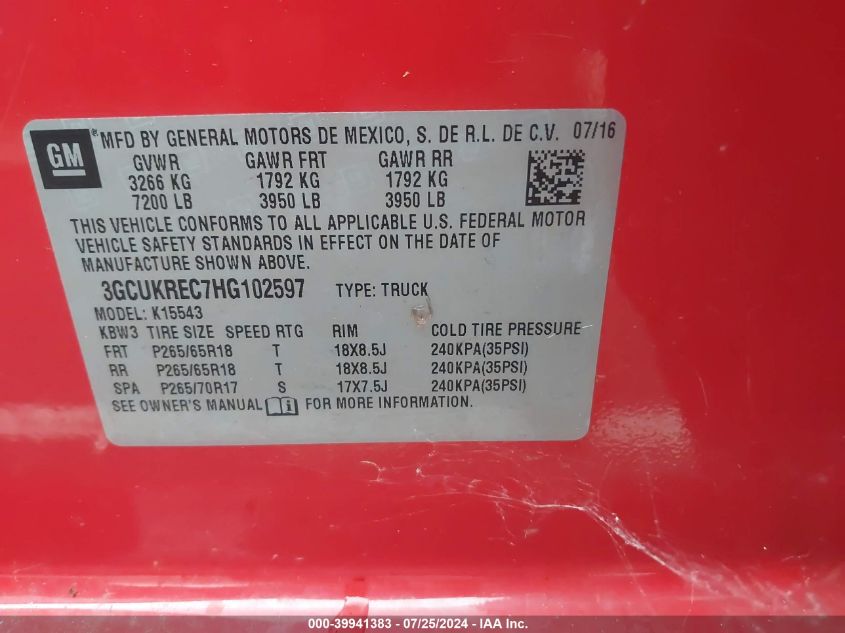 GM
® MFD BY GENERAL MOTORS DE MEXICO, S. DE R.L. DE C.V. 07/16
GVWR GAWR FRT GAWR RR
3266 KG 1792 KG 1792 KG
7200 LB 3950 LB 3950 LB
THIS VEHICLE CONFORMS TO ALL APPLICABLE U.S. FEDERAL MOTOR
VEHICLE SAFETY STANDARDS IN EFFECT ON THE DATE OF
MANUFACTURE SHOWN ABOVE.
3GCUKREC7HG102597 TYPE: TRUCK
MODEL: K15543
KBW3 TIRE SIZE SPEED RTG RIM COLD TIRE PRESSURE
FRT P265/65R18 T 18X8.5J 240KPA(35PSI)
RR P265/65R18 T 18X8.5J 240KPA(35PSI)
SPA P265/70R17 S 17X7.5J 240KPA(35PSI)
SEE OWNER'S MANUAL i FOR MORE INFORMATION.
000-39941383 - 07/25/2024 - IAA Inc.